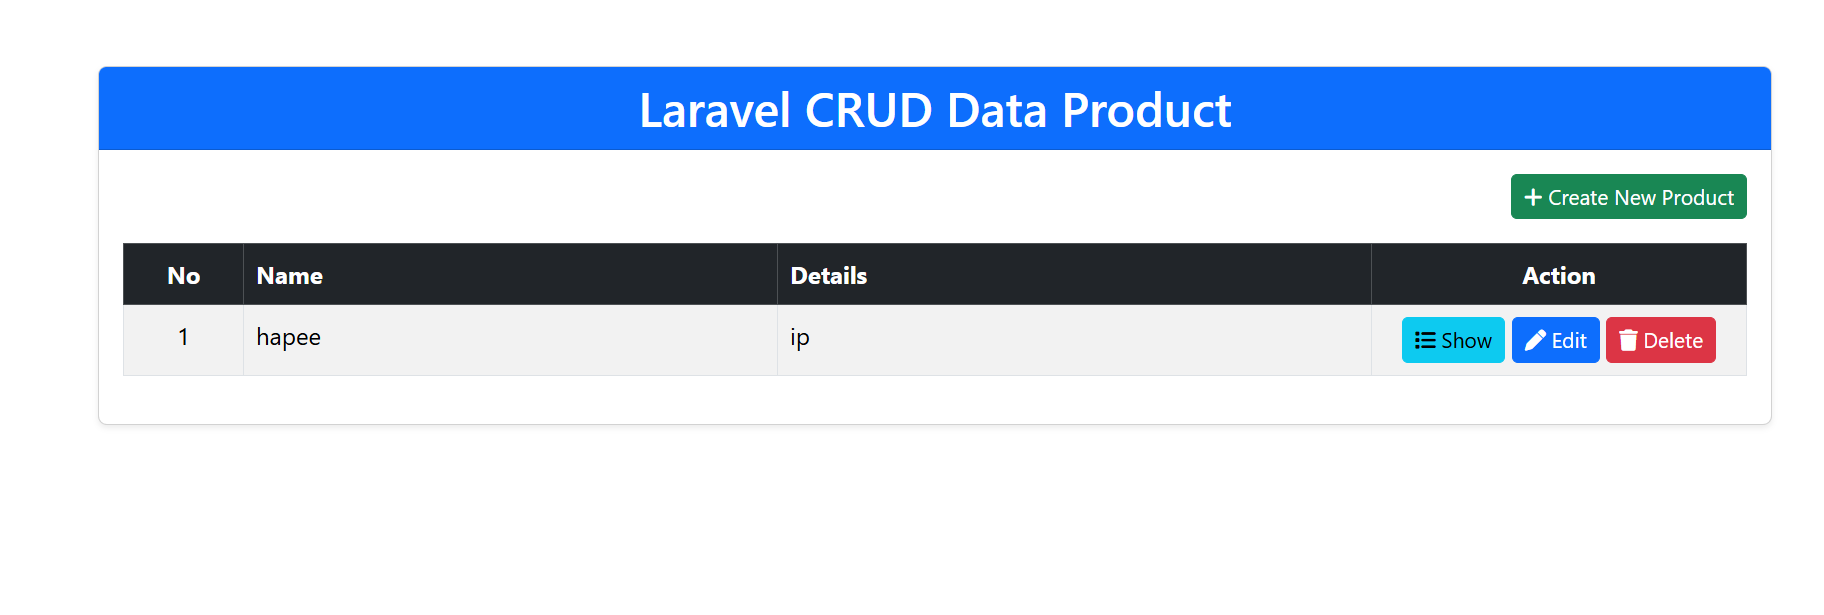 Laravel CRUD Data Product
Create New Product
No Name Details Action
1 hapee ip Show Edit Delete